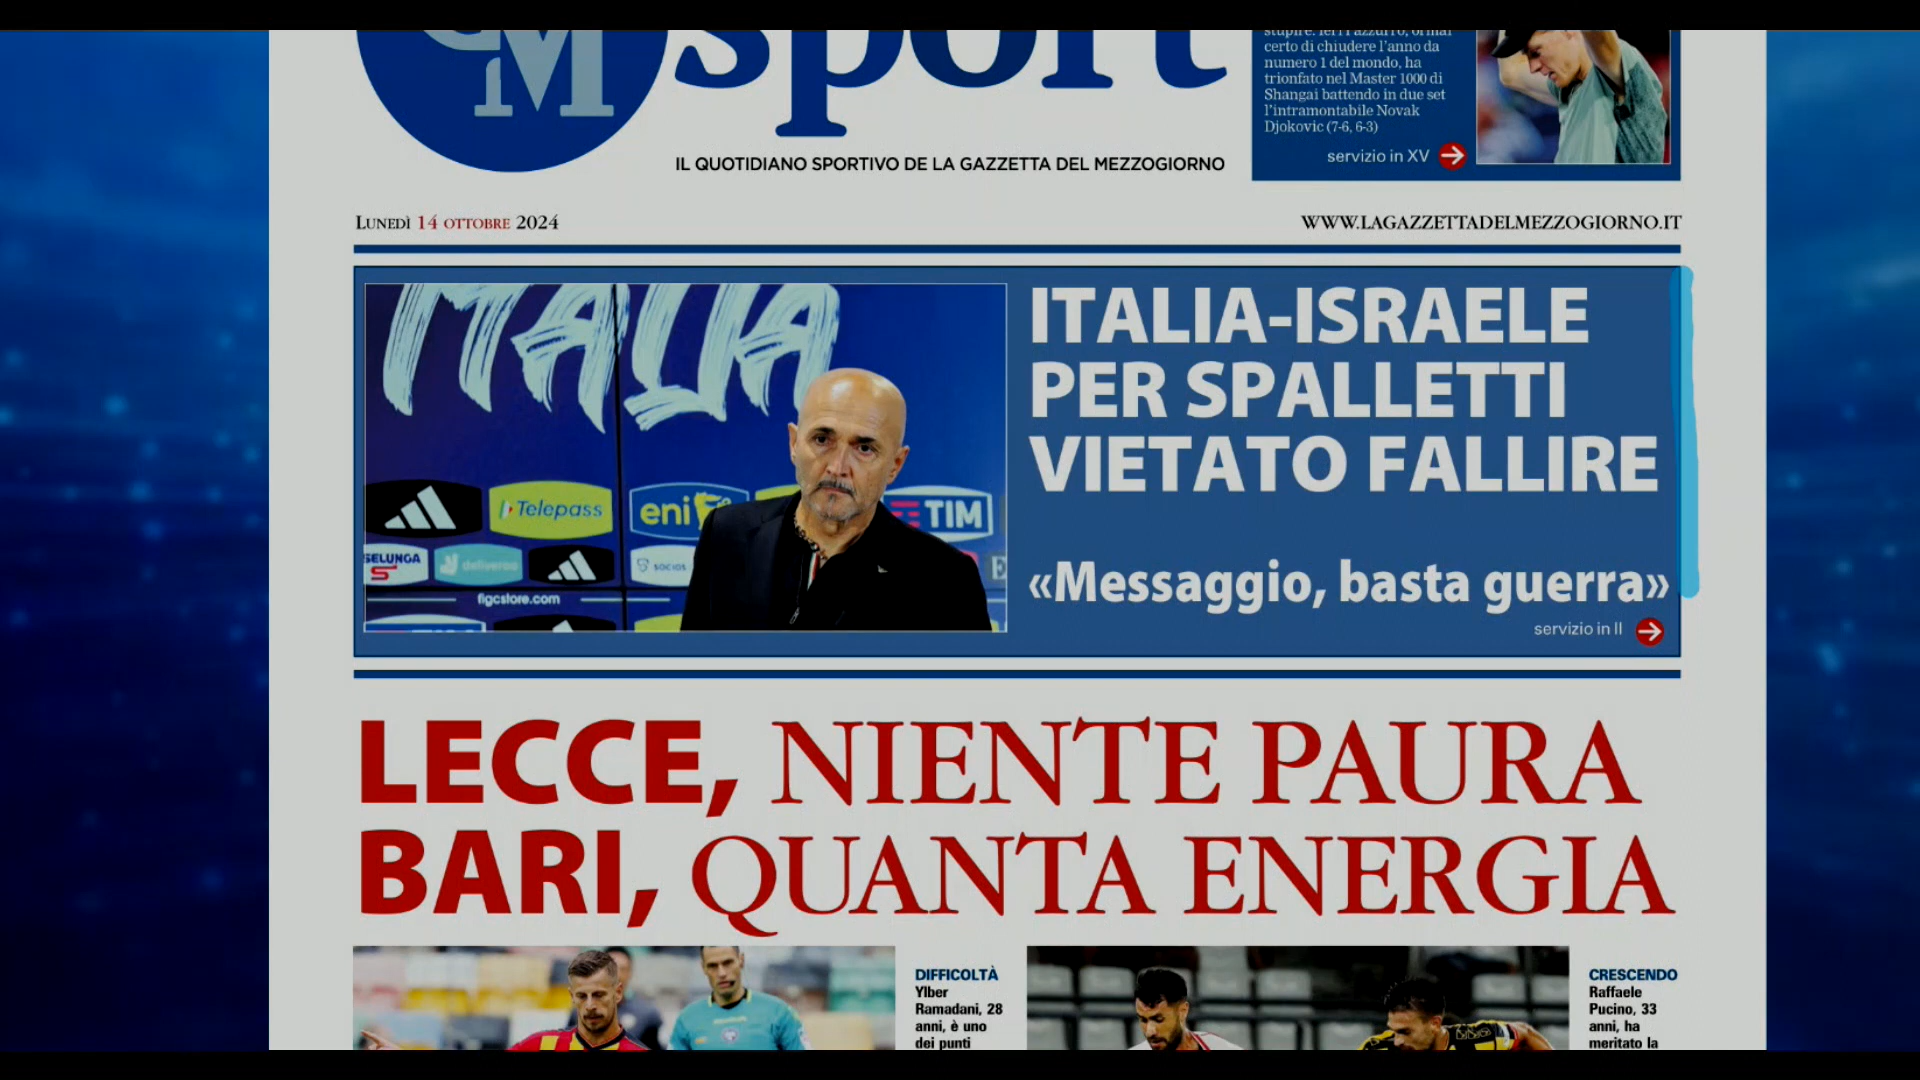 GM sport
certo di chiudere l'anno da
numero 1 del mondo, ha
trionfato nel Master 1000 di
Shangai battendo in due set
l'intramontabile Novak
Djokovic (7-6, 6-3)
servizio in XV
IL QUOTIDIANO SPORTIVO DE LA GAZZETTA DEL MEZZOGIORNO
LUNEDÌ 14 OTTOBRE 2024
WWW.LAGAZZETTADELMEZZOGIORNO.IT
ITALIA
Telepass
eni
TIM
SELUNGA
deliveroo
SOCIOS
figcstore.com
ITALIA-ISRAELE
PER SPALLETTI
VIETATO FALLIRE
«Messaggio, basta guerra»
servizio in II
LECCE, NIENTE PAURA
BARI, QUANTA ENERGIA
DIFFICOLTÀ
Ylber
Ramadani, 28
anni, è uno
dei punti
CRESCENDO
Raffaele
Pucino, 33
anni, ha
meritato la